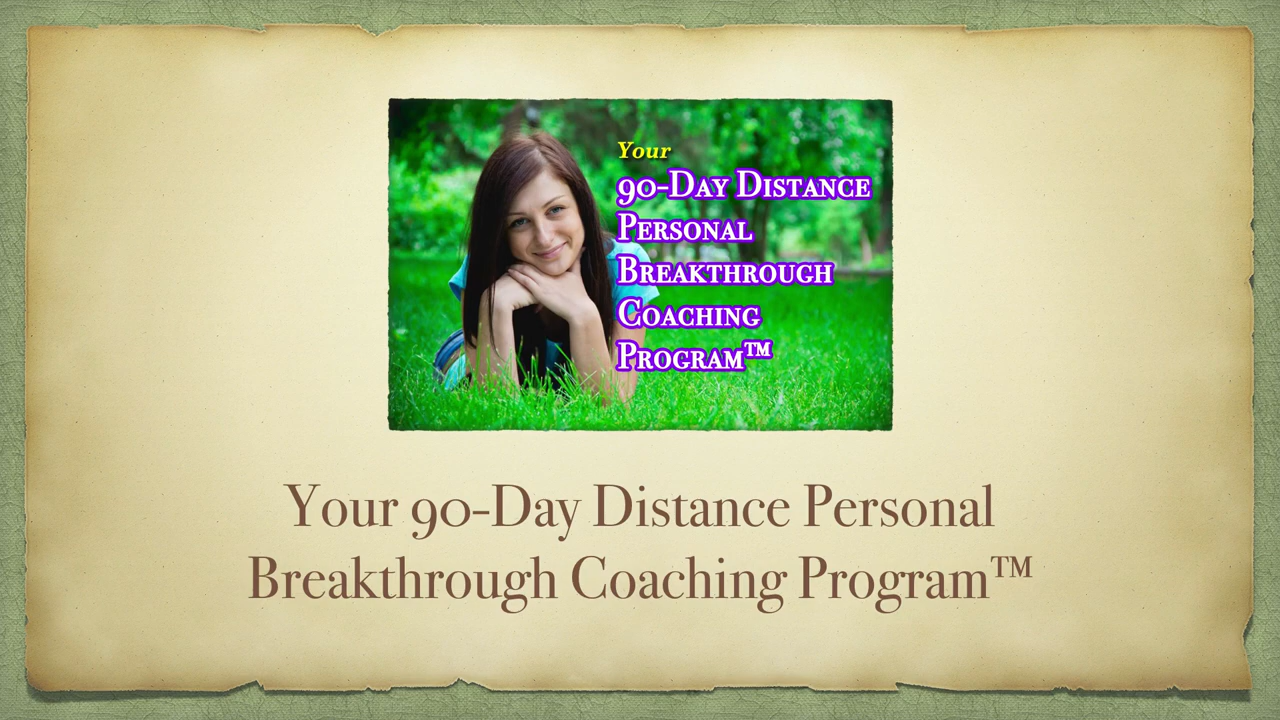 Your
90-Day Distance
Personal
Breakthrough
Coaching
Program™
Your 90-Day Distance Personal
Breakthrough Coaching Program™